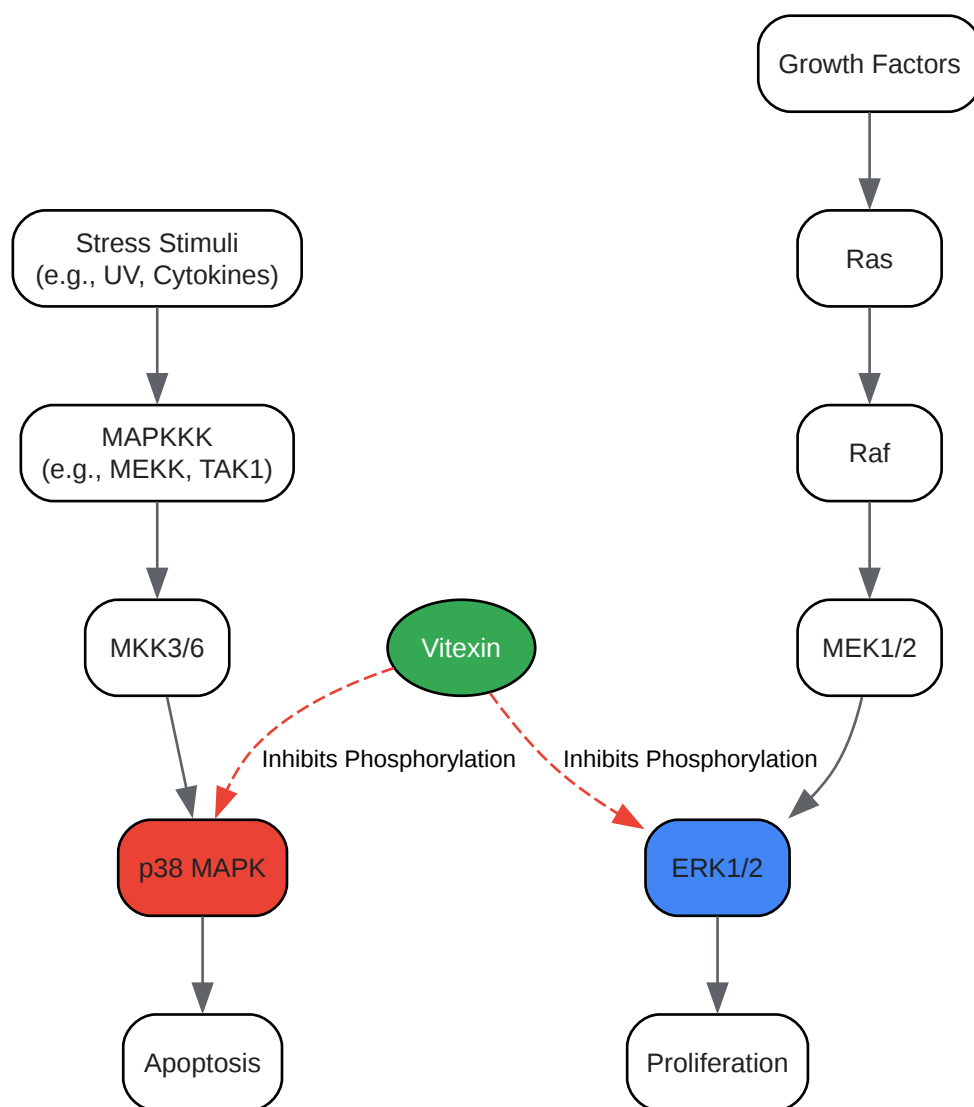 Growth Factors
Stress Stimuli
(e.g., UV, Cytokines)
Ras
MAPKKK
(e.g., MEKK, TAK1)
Raf
MKK3/6
Vitexin
MEK1/2
Inhibits Phosphorylation
Inhibits Phosphorylation
p38 MAPK
ERK1/2
Apoptosis
Proliferation